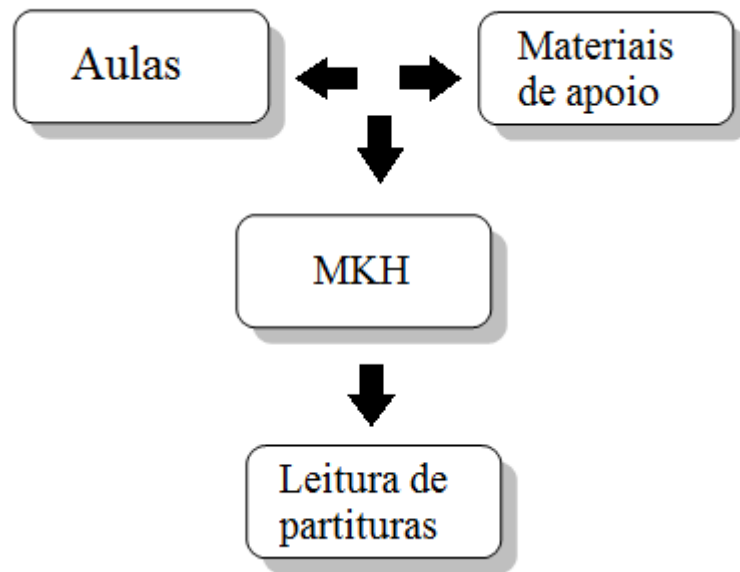 Aulas
Materiais
de apoio
MKH
Leitura de
partituras